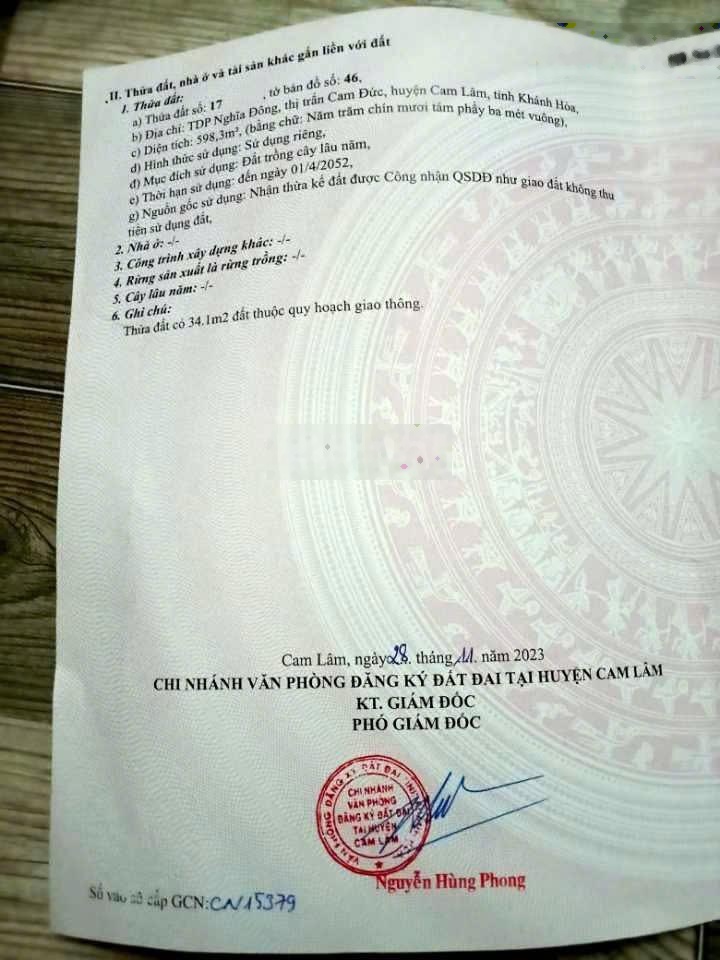 .II. Thửa đất, nhà ở và tài sản khác gắn liền với đất
1. Thửa đất:
a) Thửa đất số: 17 , tờ bản đồ số: 46,
b) Địa chỉ: TDP Nghĩa Đông, thị trấn Cam Đức, huyện Cam Lâm, tỉnh Khánh Hòa,
c) Diện tích: 598,3m², (bằng chữ: Năm trăm chín mươi tám phẩy ba mét vuông),
d) Hình thức sử dụng: Sử dụng riêng,
đ) Mục đích sử dụng: Đất trồng cây lâu năm,
e) Thời hạn sử dụng: đến ngày 01/4/2052,
g) Nguồn gốc sử dụng: Nhận thừa kế đất được Công nhận QSDĐ như giao đất không thu
tiền sử dụng đất,
2. Nhà ở: -/-
3. Công trình xây dựng khác: -/-
4. Rừng sản xuất là rừng trồng: -/-
5. Cây lâu năm: -/-
6. Ghi chú:
Thửa đất có 34.1m2 đất thuộc quy hoạch giao thông.
Cam Lâm, ngày 28 tháng 11 năm 2023
CHI NHÁNH VĂN PHÒNG ĐĂNG KÝ ĐẤT ĐAI TẠI HUYỆN CAM LÂM
KT. GIÁM ĐỐC
PHÓ GIÁM ĐỐC
VĂN PHÒNG ĐĂNG KÝ ĐẤT ĐAI
CHI NHÁNH
VĂN PHÒNG
ĐĂNG KÝ ĐẤT ĐAI
TẠI HUYỆN
CAM LÂM
Nguyễn Hùng Phong
Số vào sổ cấp GCN: CN15379